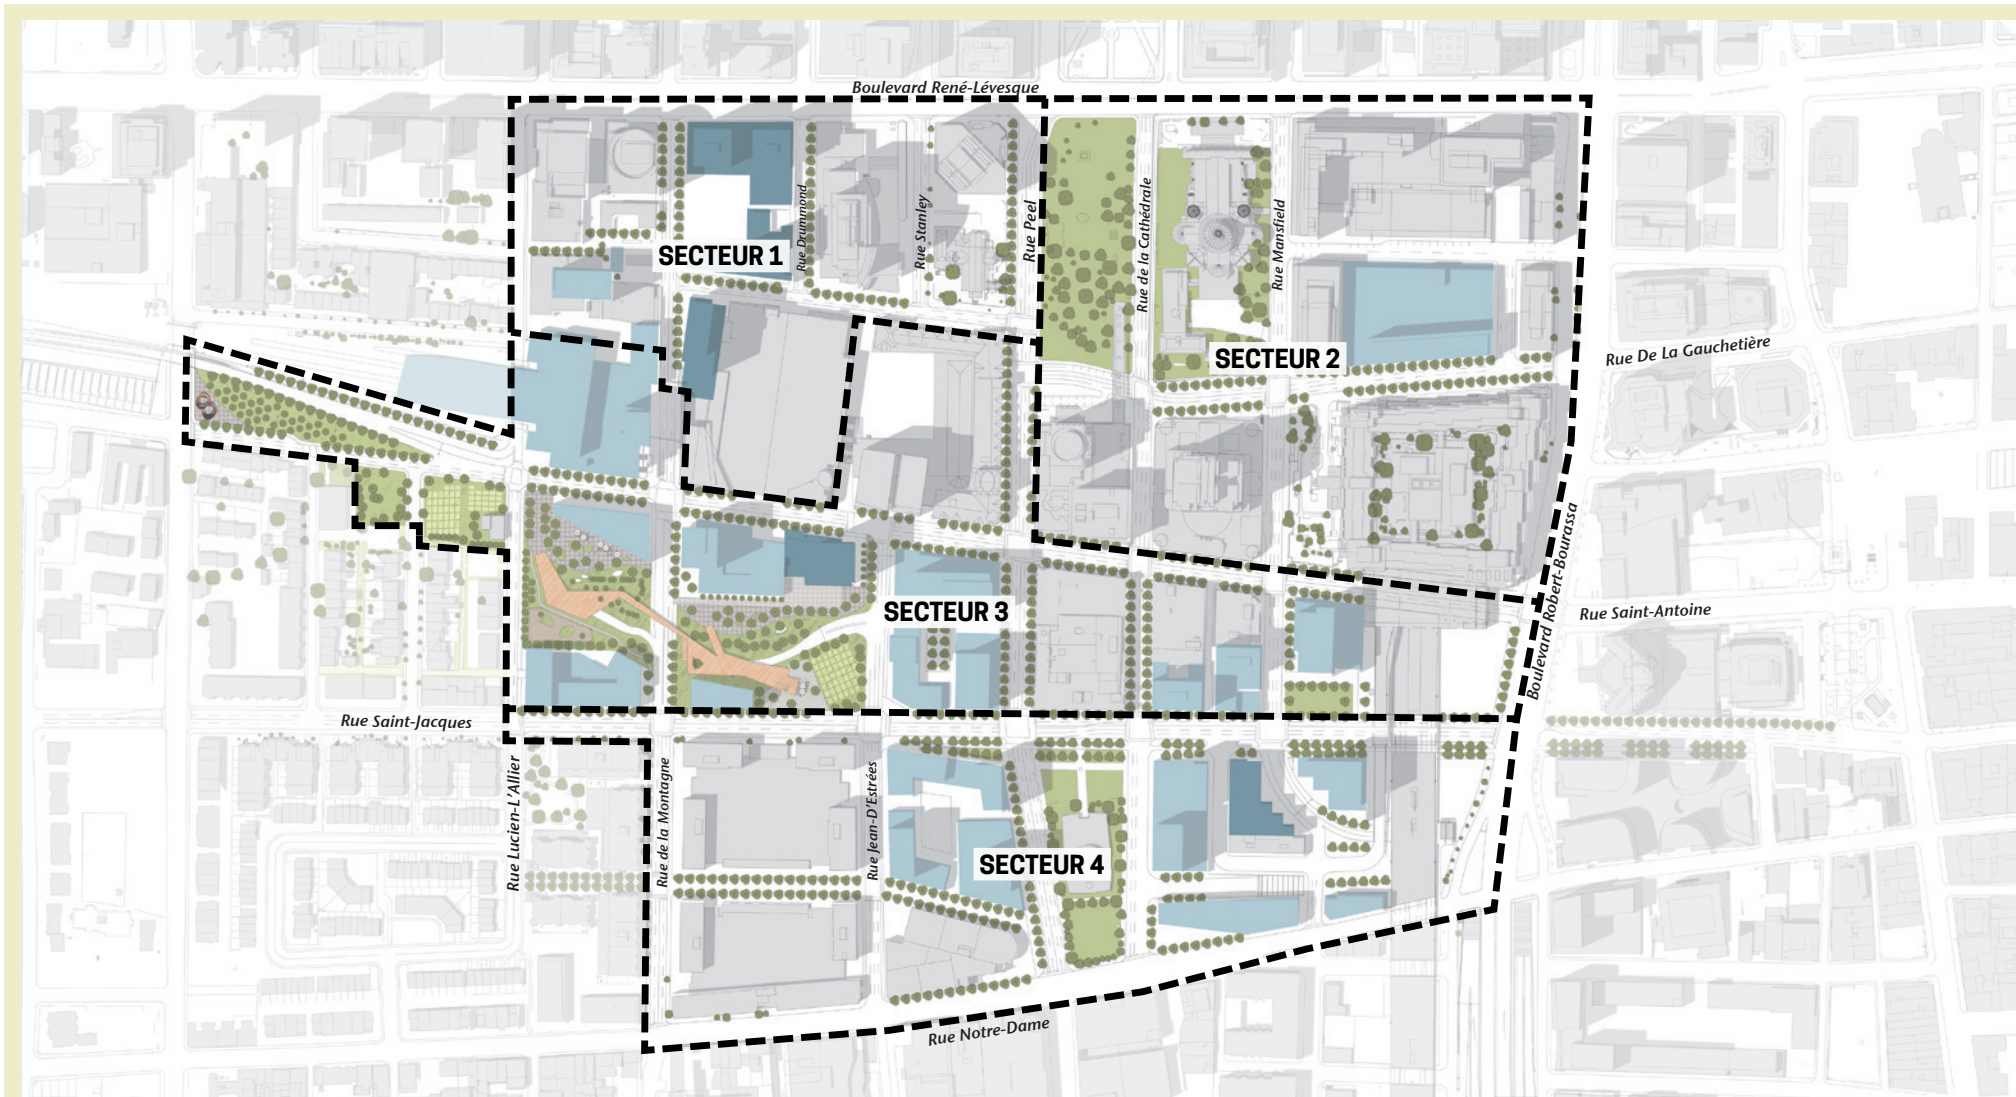 Boulevard René-Lévesque
Rue Drummond
Rue Stanley
Rue Peel
Rue de la Cathédrale
Rue Mansfield
SECTEUR 1
SECTEUR 2
Rue De La Gauchetière
Boulevard Robert-Bourassa
SECTEUR 3
Rue Saint-Antoine
Rue Saint-Jacques
Rue Lucien-L'Allier
Rue de la Montagne
Rue Jean-D'Estrées
SECTEUR 4
Rue Notre-Dame